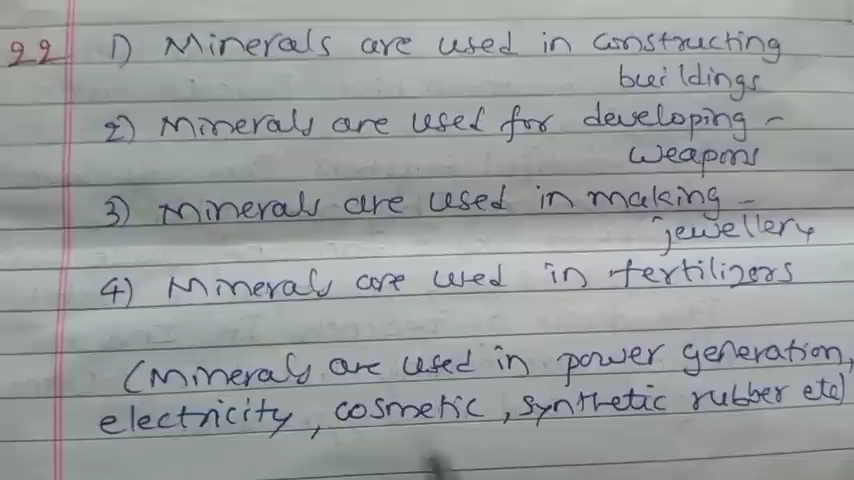 22 1) Minerals are used in constructing
buildings
2) Minerals are used for developing -
weapons
3) Minerals are used in making -
jewellery
4) Minerals are used in fertilizers
(Minerals are used in power generation,
electricity, cosmetic, synthetic rubber etc)